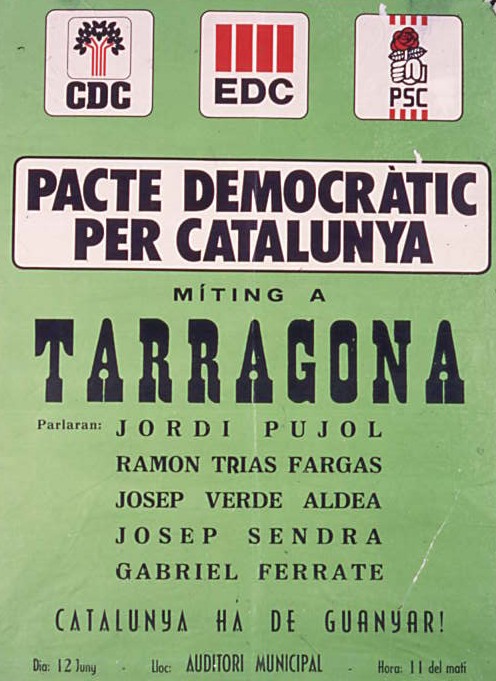 CDC
EDC
PSC
PACTE DEMOCRÀTIC
PER CATALUNYA
MÍTING A
TARRAGONA
Parlaran: JORDI PUJOL
RAMON TRIAS FARGAS
JOSEP VERDE ALDEA
JOSEP SENDRA
GABRIEL FERRATE
CATALUNYA HA DE GUANYAR!
Dia: 12 Juny - Lloc: AUDITORI MUNICIPAL - Hora: 11 del matí